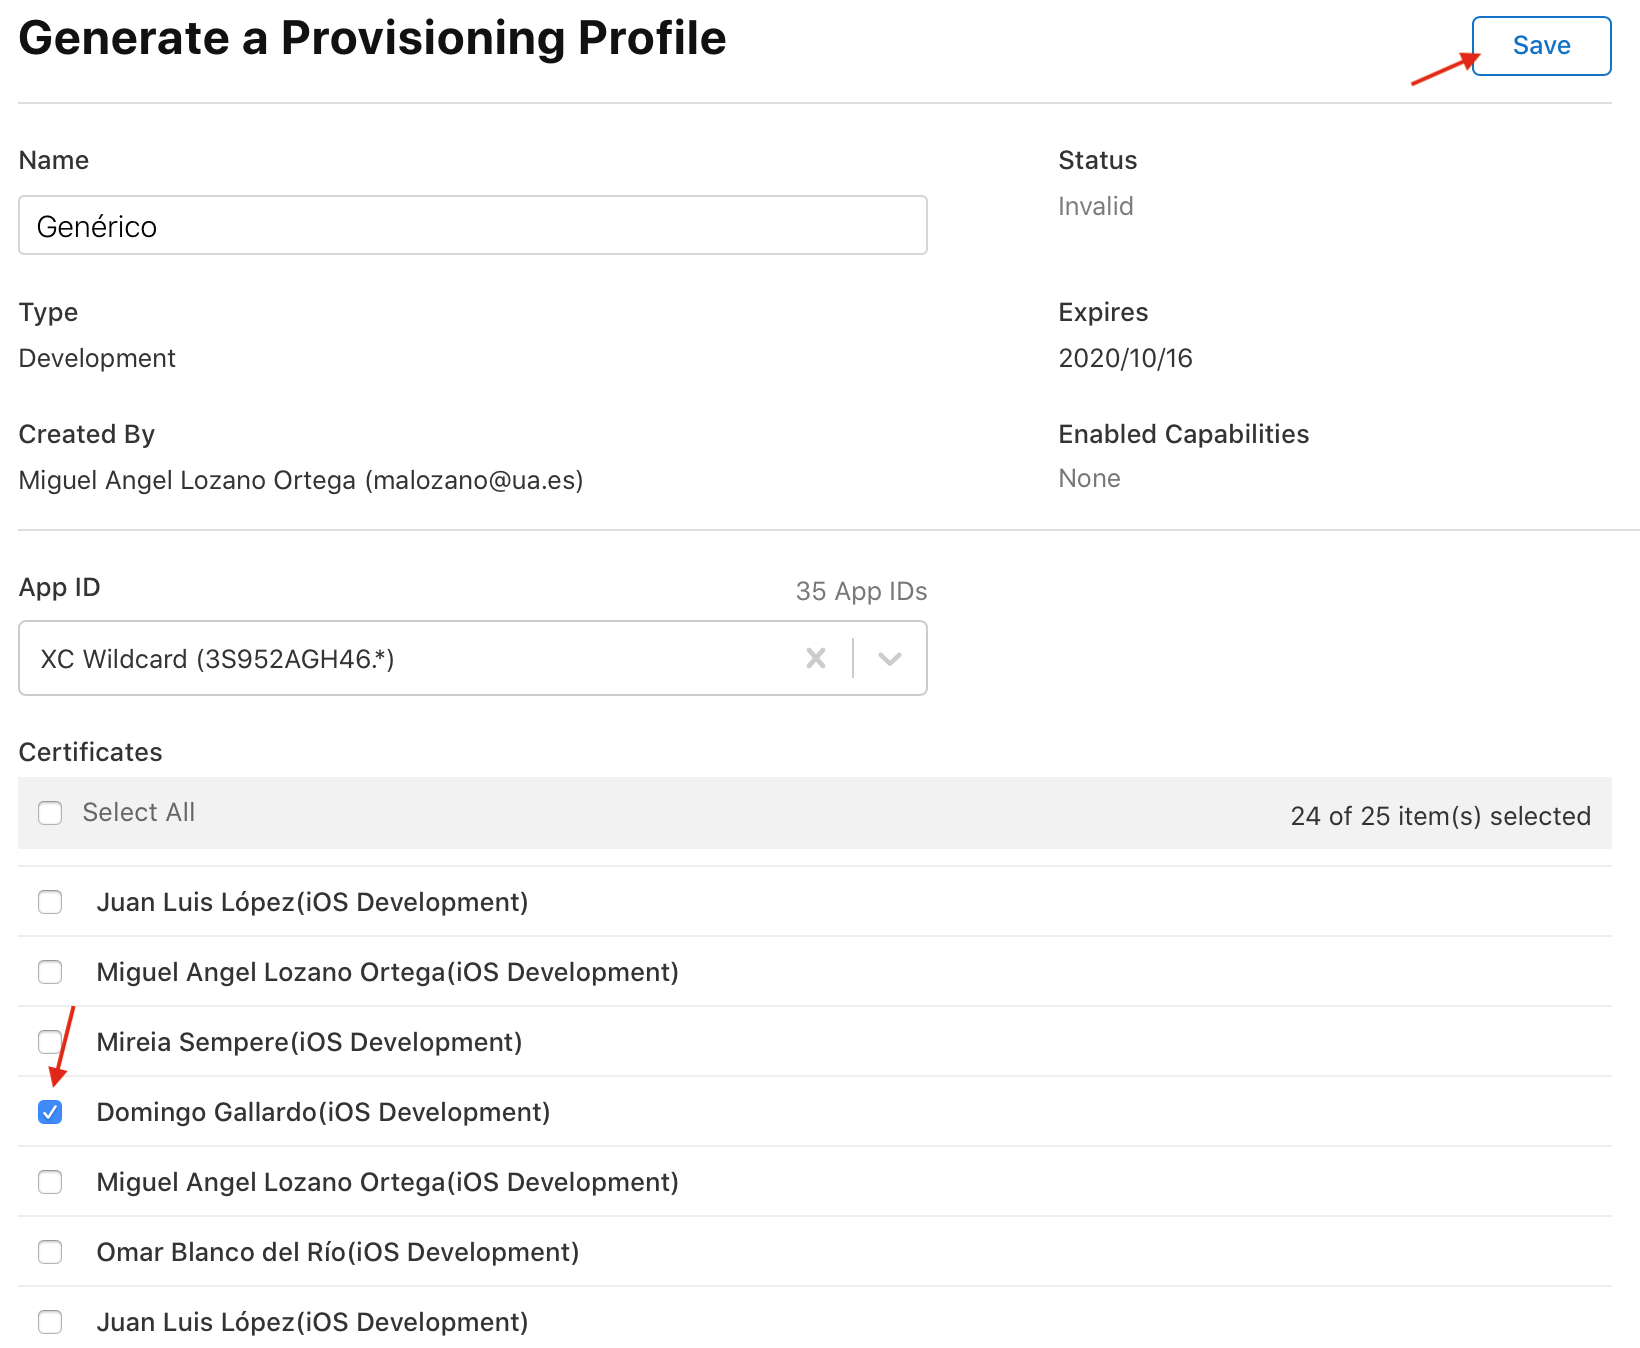 Generate a Provisioning Profile
Save
Name
Genérico
Status
Invalid
Type
Development
Expires
2020/10/16
Created By
Miguel Angel Lozano Ortega (malozano@ua.es)
Enabled Capabilities
None
App ID
35 App IDs
XC Wildcard (3S952AGH46.*)
Certificates
Select All
24 of 25 item(s) selected
Juan Luis López(iOS Development)
Miguel Angel Lozano Ortega(iOS Development)
Mireia Sempere(iOS Development)
Domingo Gallardo(iOS Development)
Miguel Angel Lozano Ortega(iOS Development)
Omar Blanco del Río(iOS Development)
Juan Luis López(iOS Development)